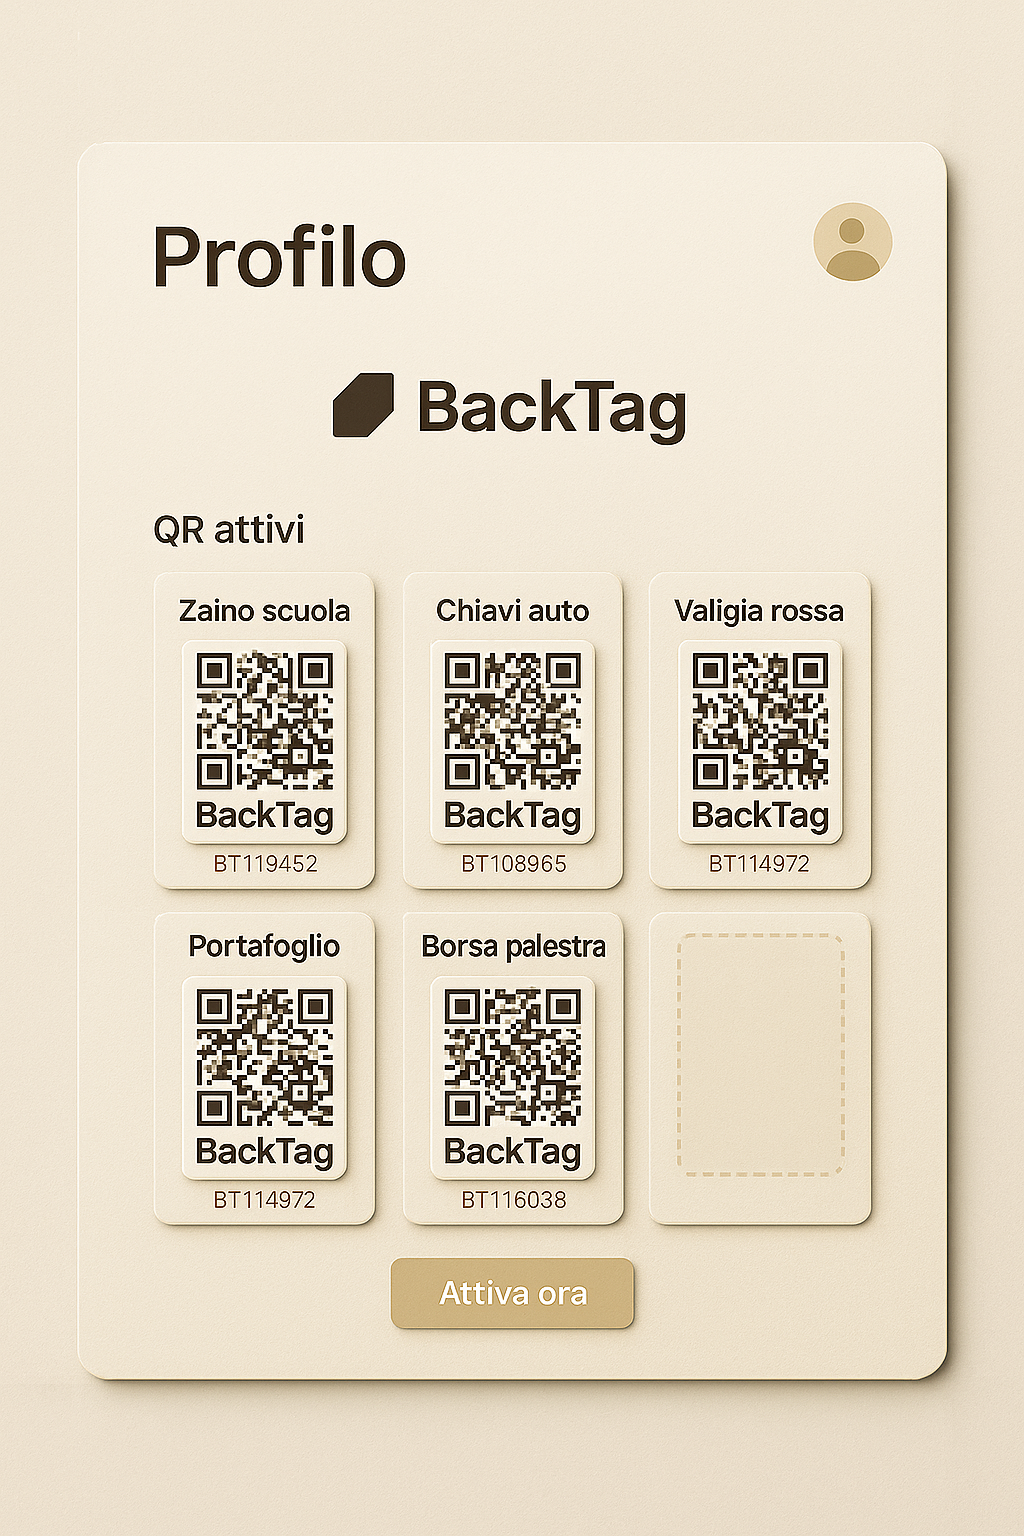 Profilo
BackTag
QR attivi
Zaino scuola
BackTag
BT119452
Chiavi auto
BackTag
BT108965
Valigia rossa
BackTag
BT114972
Portafoglio
BackTag
BT114972
Borsa palestra
BackTag
BT116038
Attiva ora